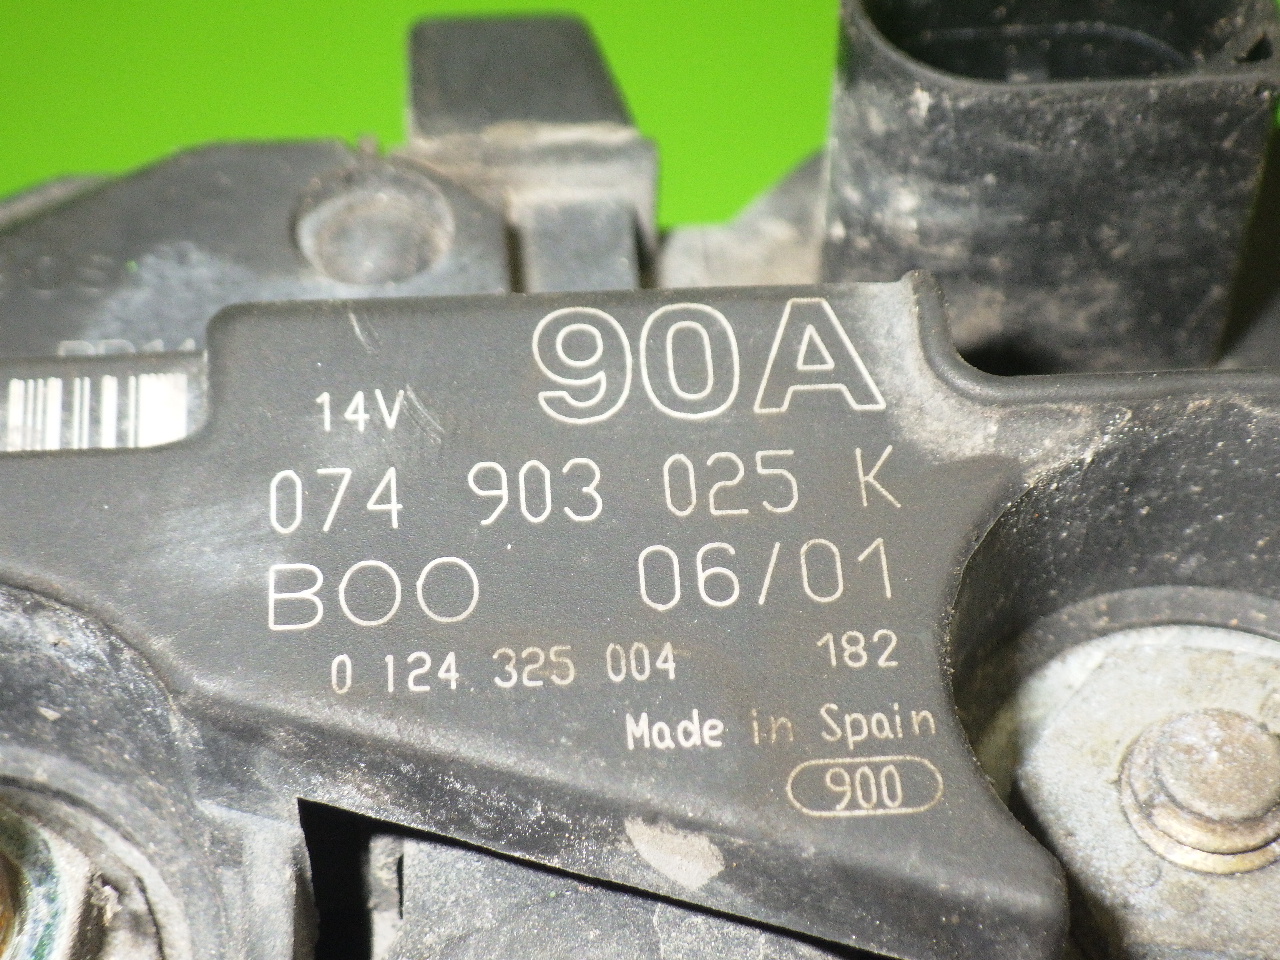 90A
14V
074 903 025 K
BOO 06/01
0 124 325 004 182
Made in Spain
900